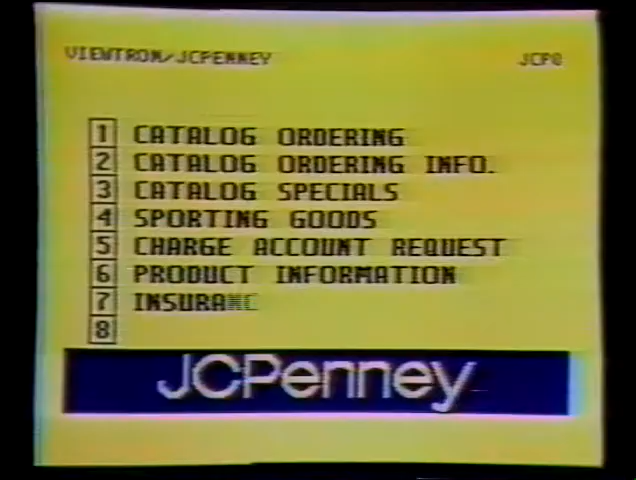 VIEWTRON/JCPENNEY JCP0
1 CATALOG ORDERING
2 CATALOG ORDERING INFO.
3 CATALOG SPECIALS
4 SPORTING GOODS
5 CHARGE ACCOUNT REQUEST
6 PRODUCT INFORMATION
7 INSURANC
8
JCPenney